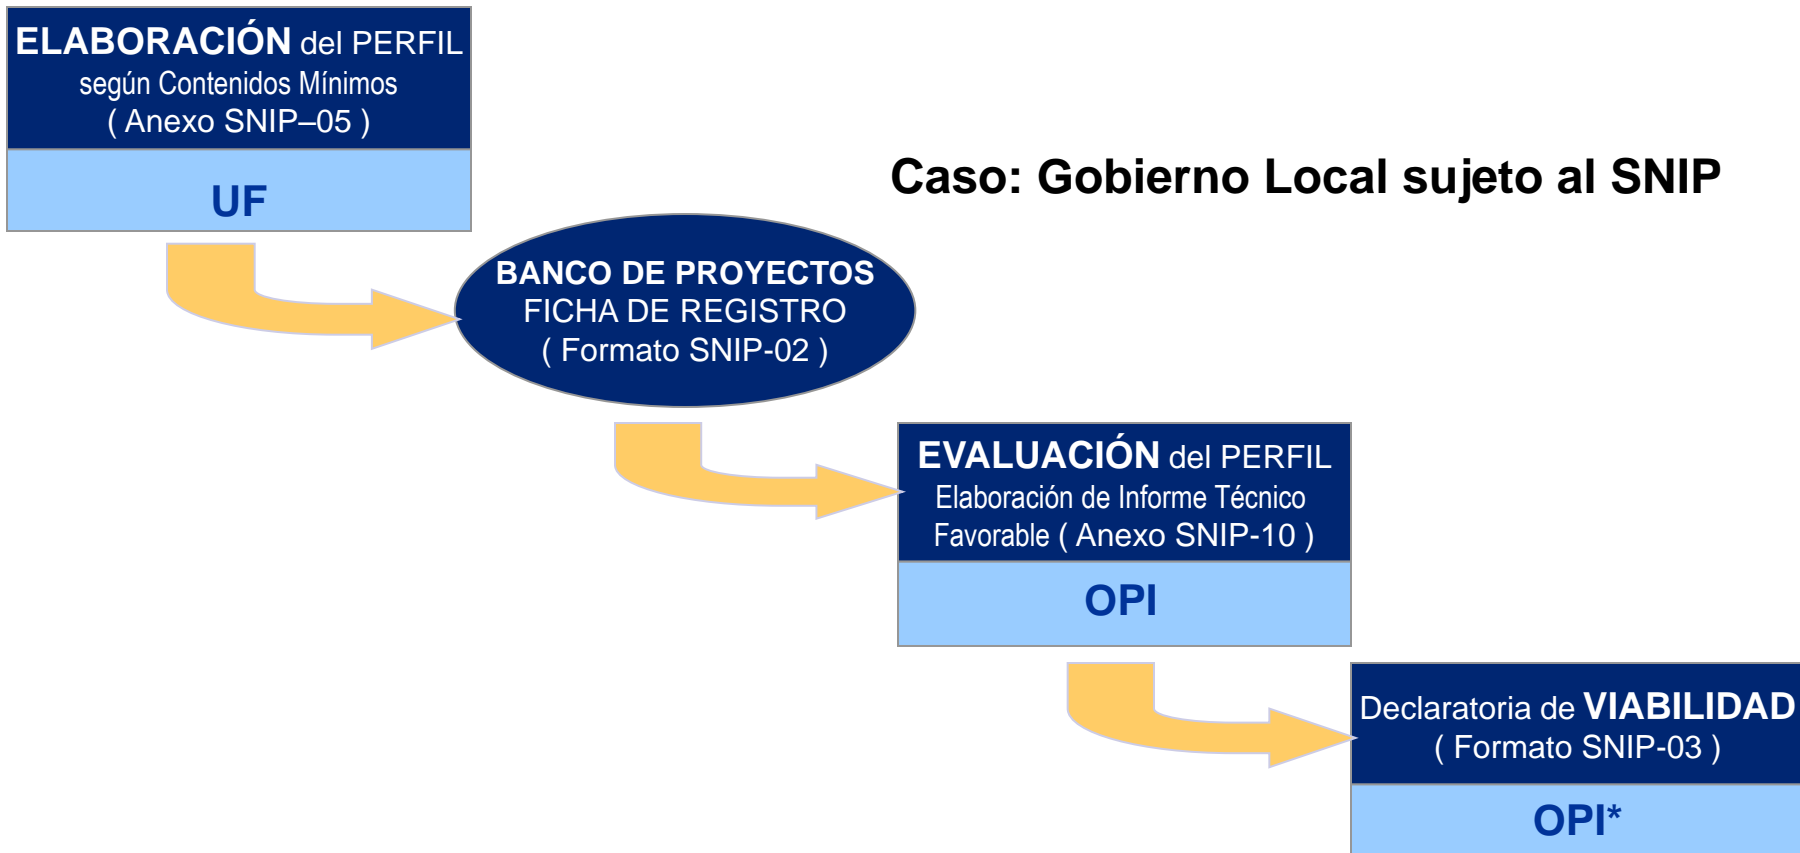 ELABORACIÓN del PERFIL
según Contenidos Mínimos
( Anexo SNIP–05 )
UF
Caso: Gobierno Local sujeto al SNIP
BANCO DE PROYECTOS
FICHA DE REGISTRO
( Formato SNIP-02 )
EVALUACIÓN del PERFIL
Elaboración de Informe Técnico
Favorable ( Anexo SNIP-10 )
OPI
Declaratoria de VIABILIDAD
( Formato SNIP-03 )
OPI*